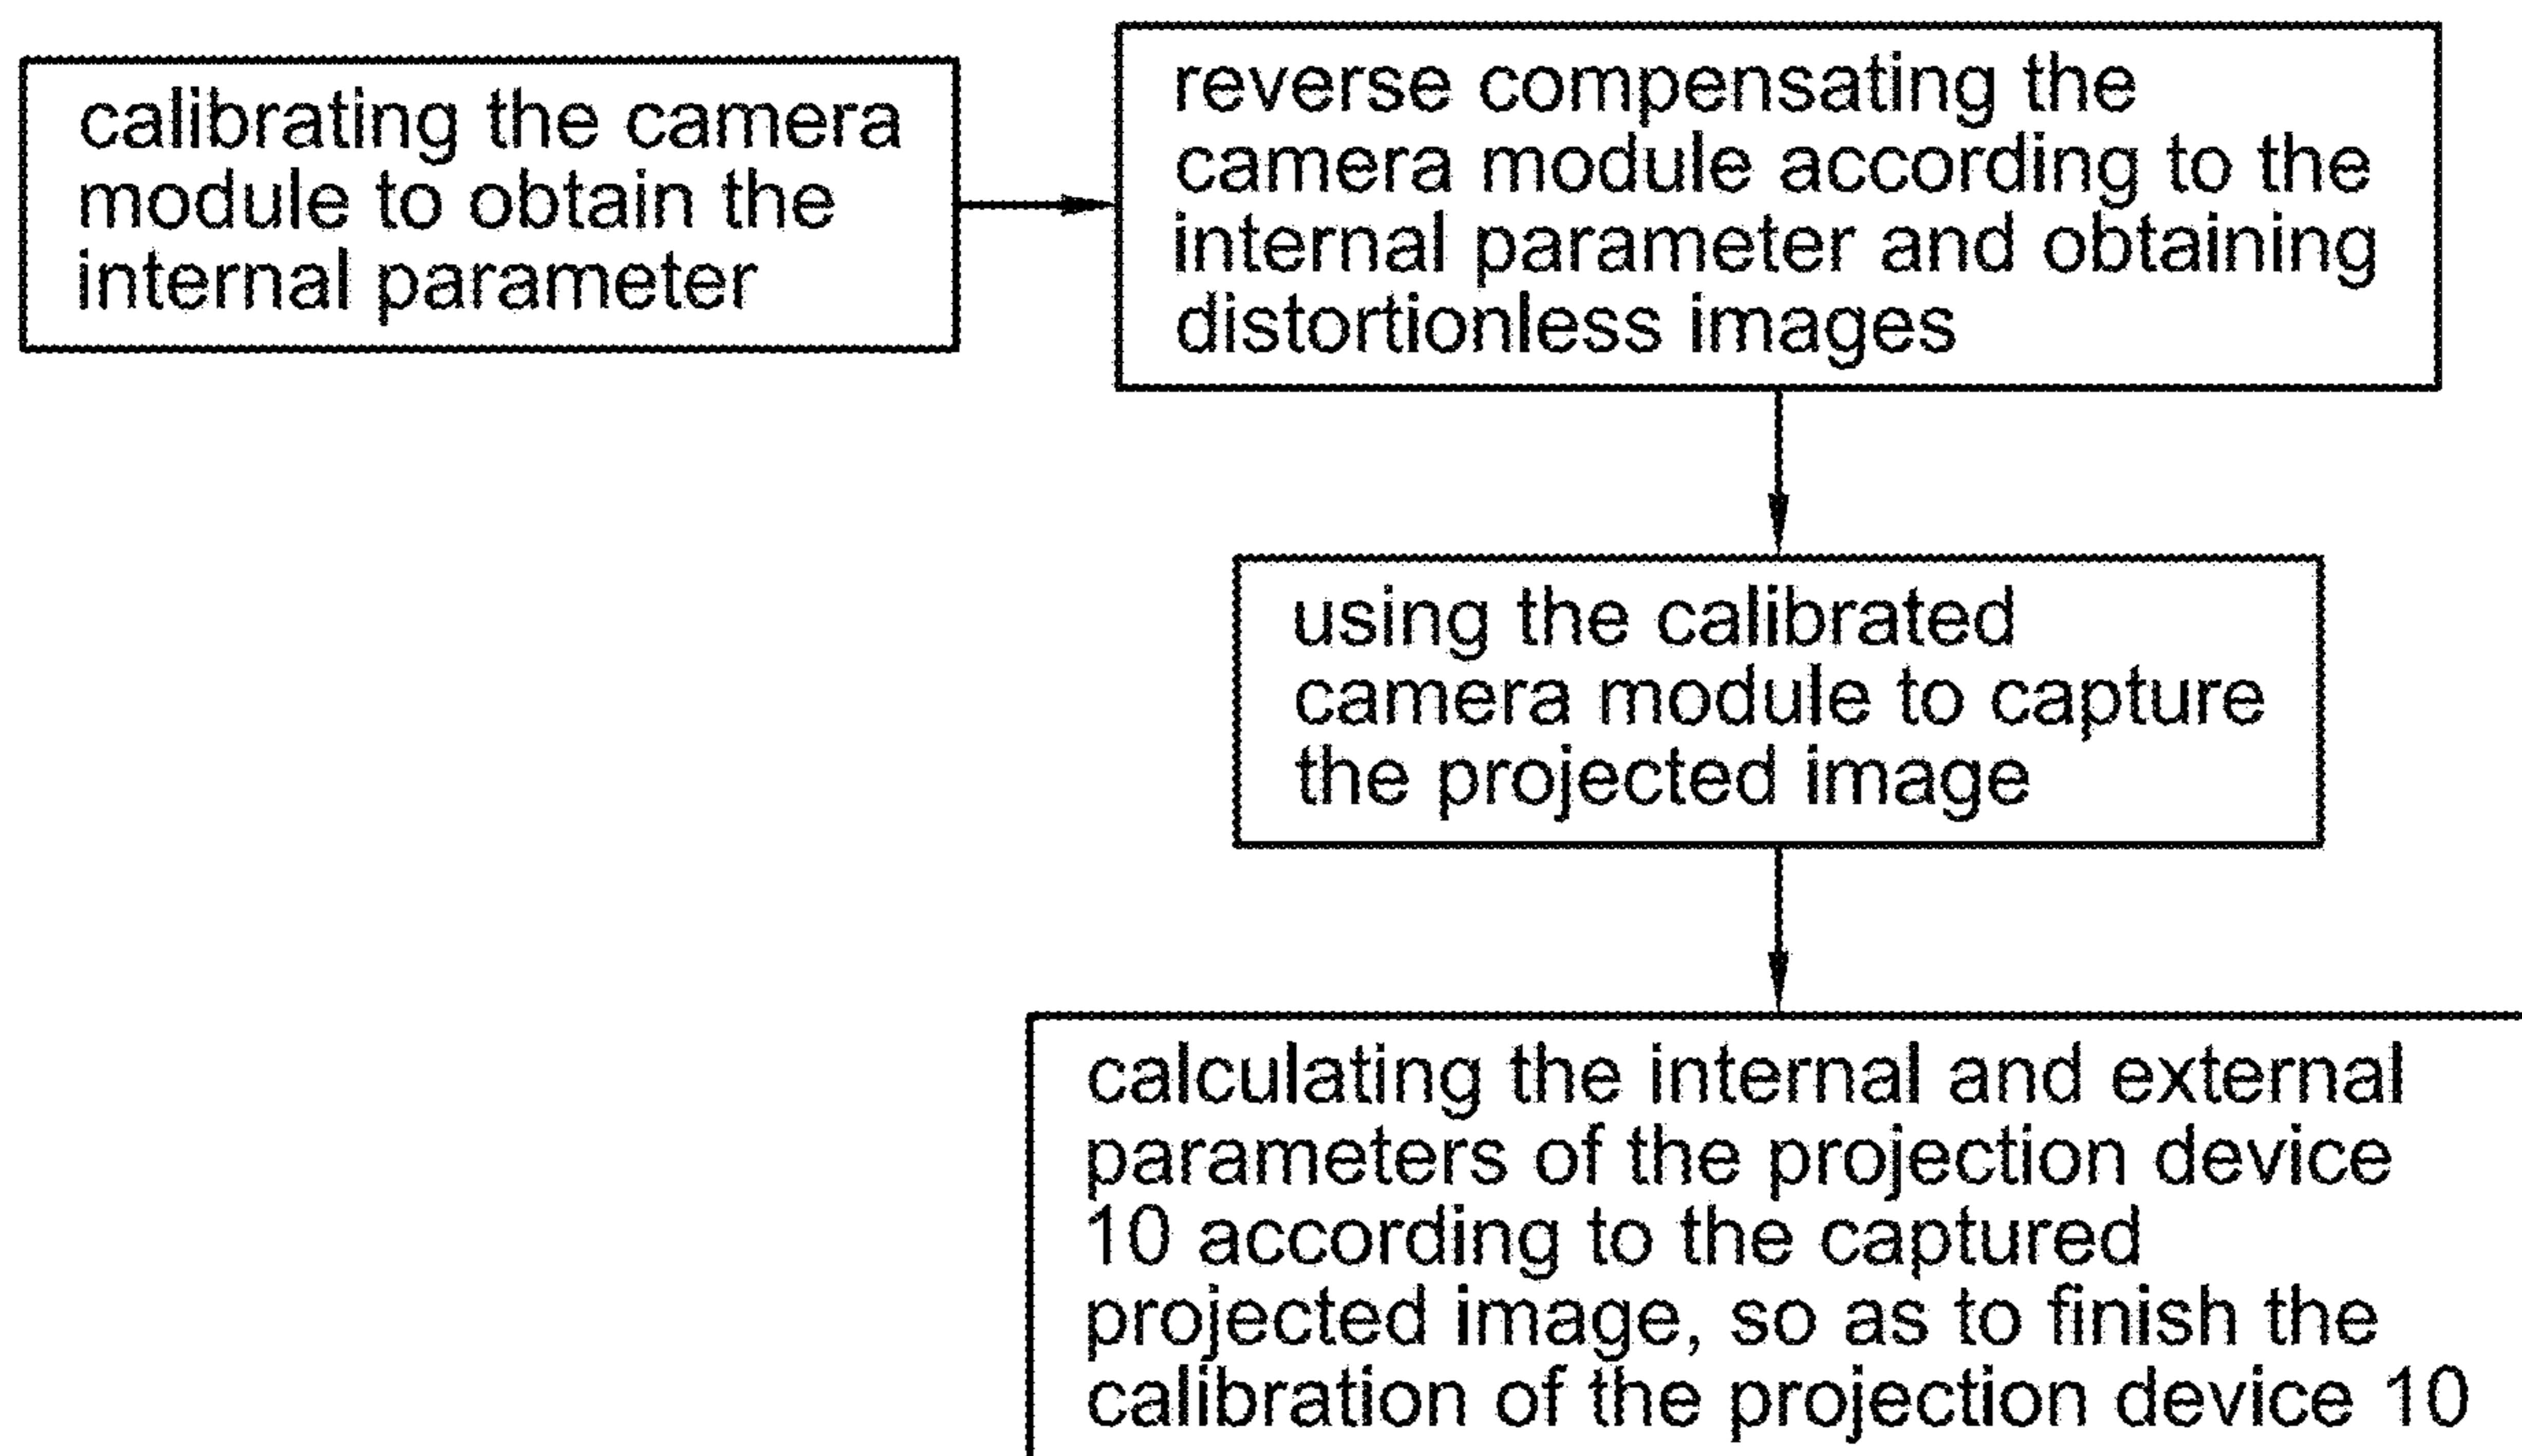 calibrating the camera
module to obtain the
internal parameter
reverse compensating the
camera module according to the
internal parameter and obtaining
distortionless images
using the calibrated
camera module to capture
the projected image
calculating the internal and external
parameters of the projection device
10 according to the captured
projected image, so as to finish the
calibration of the projection device 10